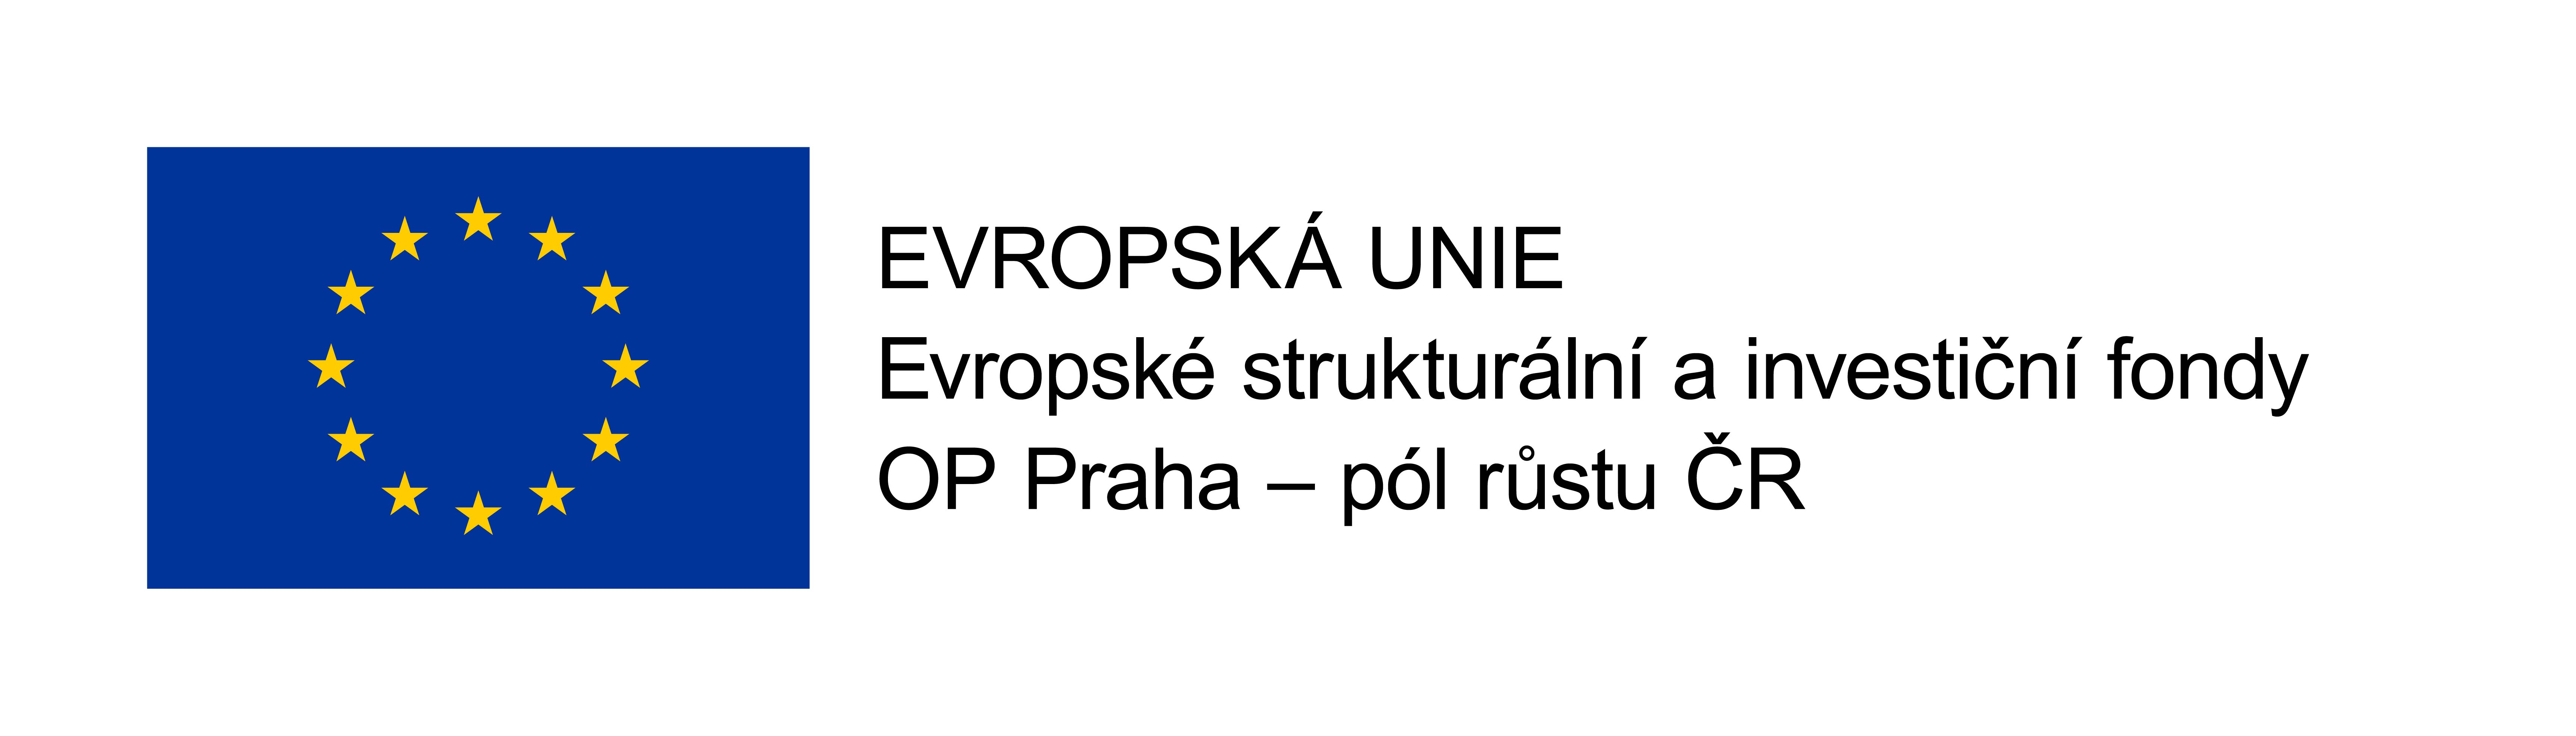 EVROPSKÁ UNIE
Evropské strukturální a investiční fondy
OP Praha – pól růstu ČR